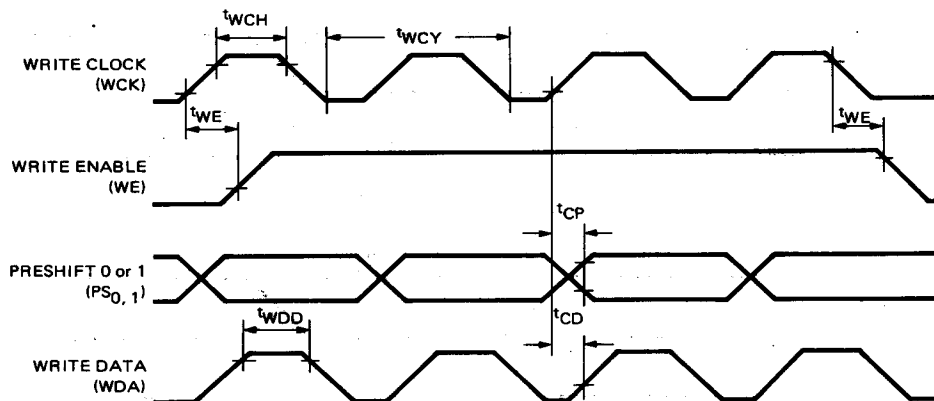 tWCH
tWCY
WRITE CLOCK
(WCK)
tWE
tWE
WRITE ENABLE
(WE)
tCP
PRESHIFT 0 or 1
(PS0, 1)
tWDD
tCD
WRITE DATA
(WDA)